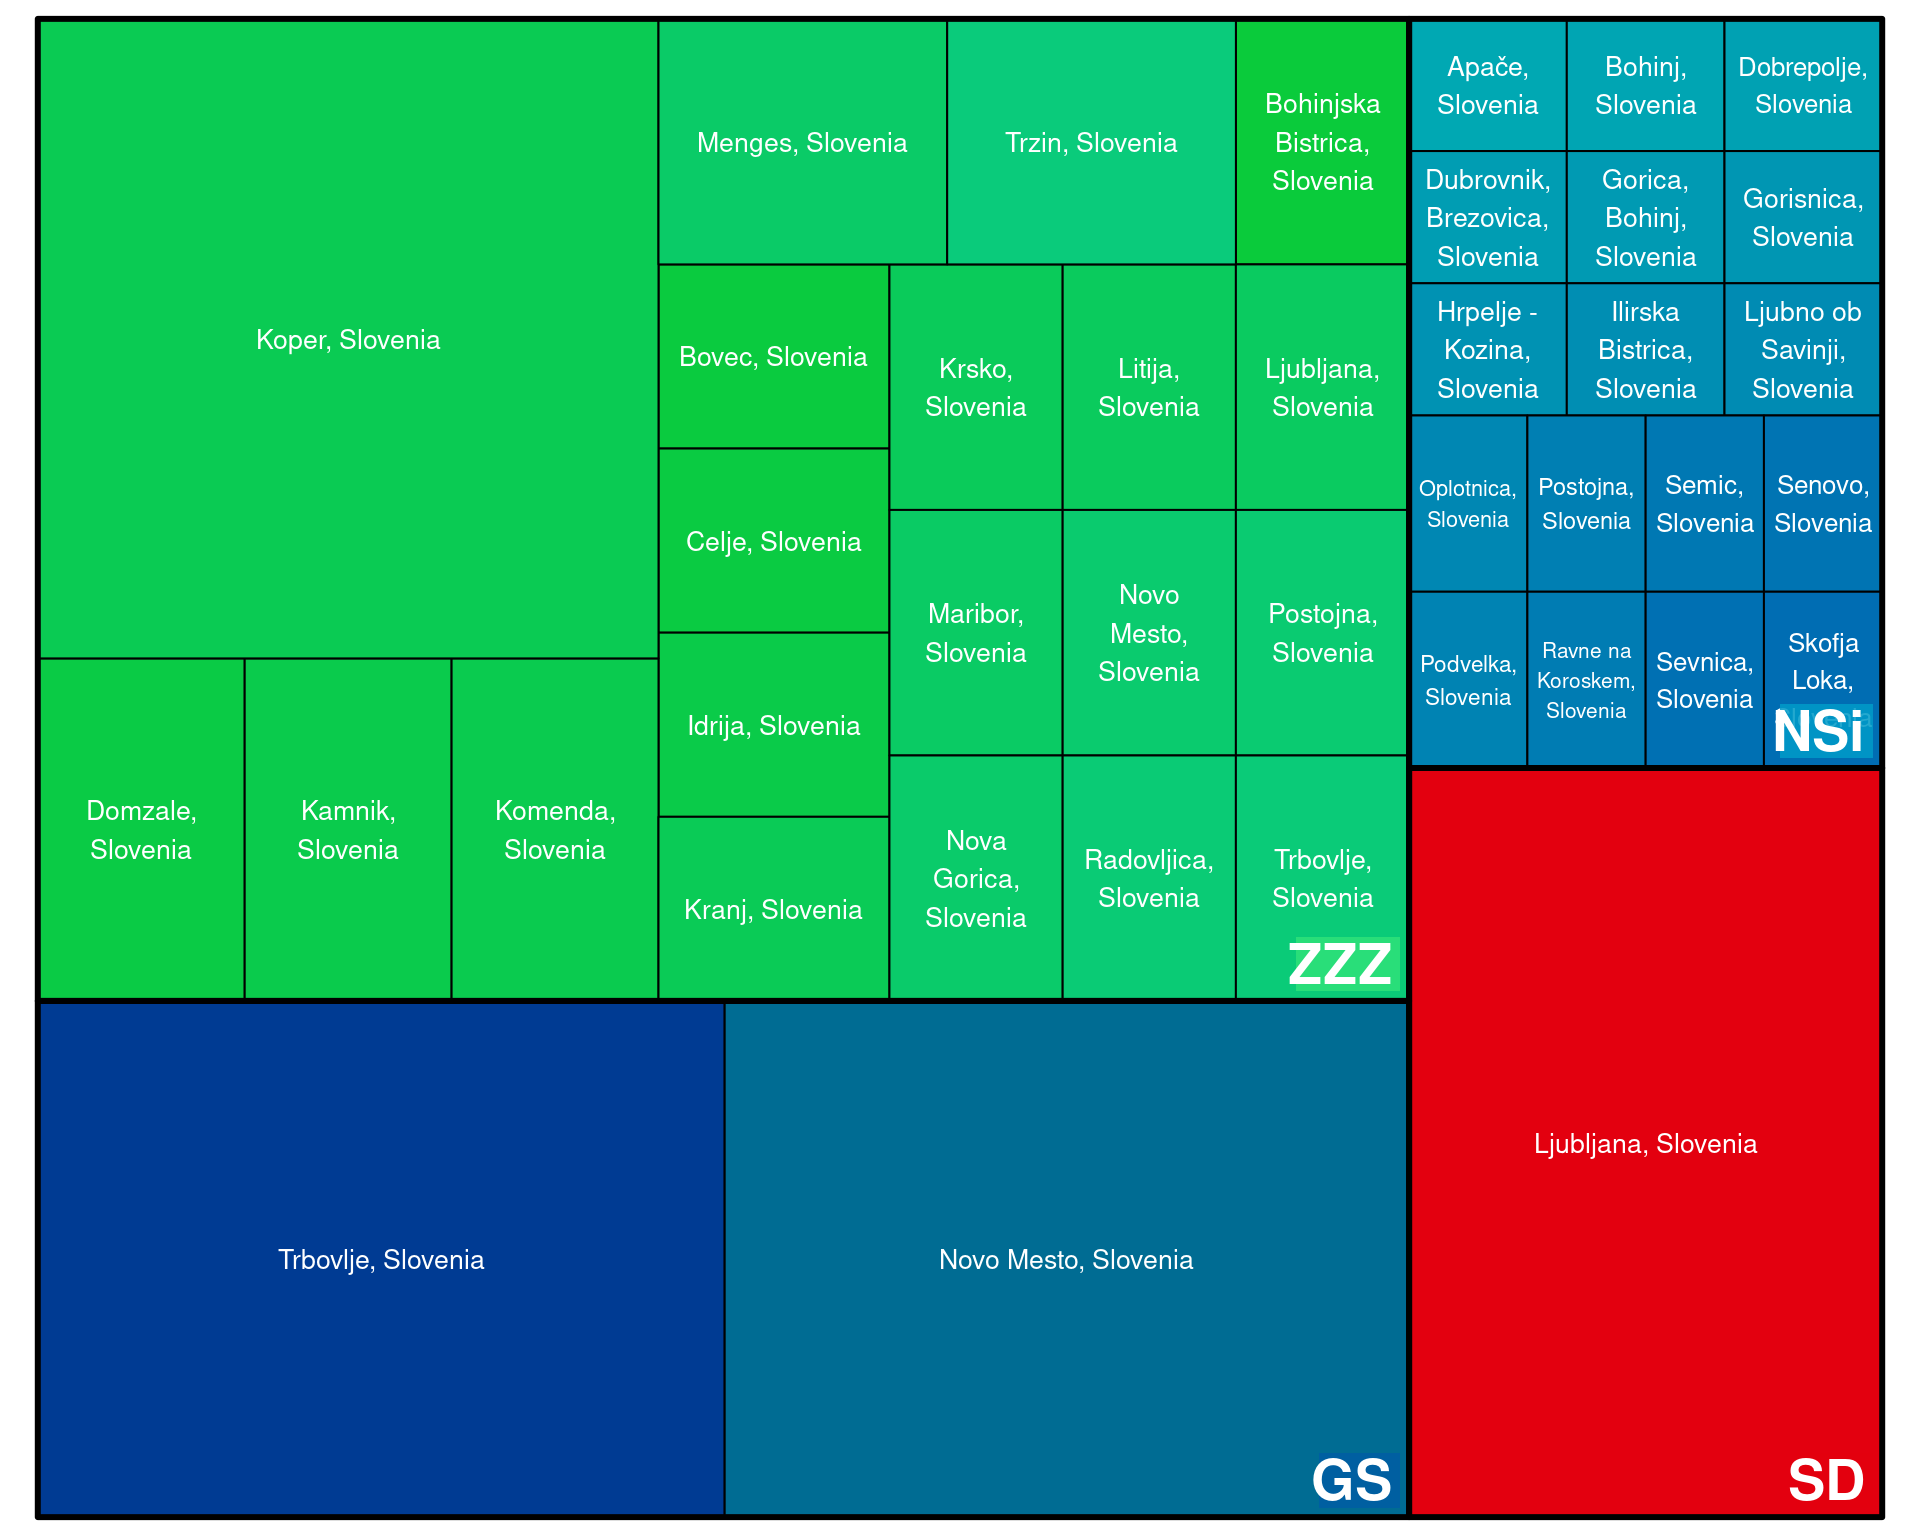 Koper, Slovenia
Menges, Slovenia
Trzin, Slovenia
Bohinjska
Bistrica,
Slovenia
Bovec, Slovenia
Krsko,
Slovenia
Litija,
Slovenia
Ljubljana,
Slovenia
Celje, Slovenia
Maribor,
Slovenia
Novo
Mesto,
Slovenia
Postojna,
Slovenia
Idrija, Slovenia
Domzale,
Slovenia
Kamnik,
Slovenia
Komenda,
Slovenia
Kranj, Slovenia
Nova
Gorica,
Slovenia
Radovljica,
Slovenia
Trbovlje,
Slovenia
ZZZ
Apače,
Slovenia
Bohinj,
Slovenia
Dobrepolje,
Slovenia
Dubrovnik,
Brezovica,
Slovenia
Gorica,
Bohinj,
Slovenia
Gorisnica,
Slovenia
Hrpelje -
Kozina,
Slovenia
Ilirska
Bistrica,
Slovenia
Ljubno ob
Savinji,
Slovenia
Oplotnica,
Slovenia
Postojna,
Slovenia
Semic,
Slovenia
Senovo,
Slovenia
Podvelka,
Slovenia
Ravne na
Koroskem,
Slovenia
Sevnica,
Slovenia
Skofja
Loka,
NSi
Trbovlje, Slovenia
Novo Mesto, Slovenia
GS
Ljubljana, Slovenia
SD